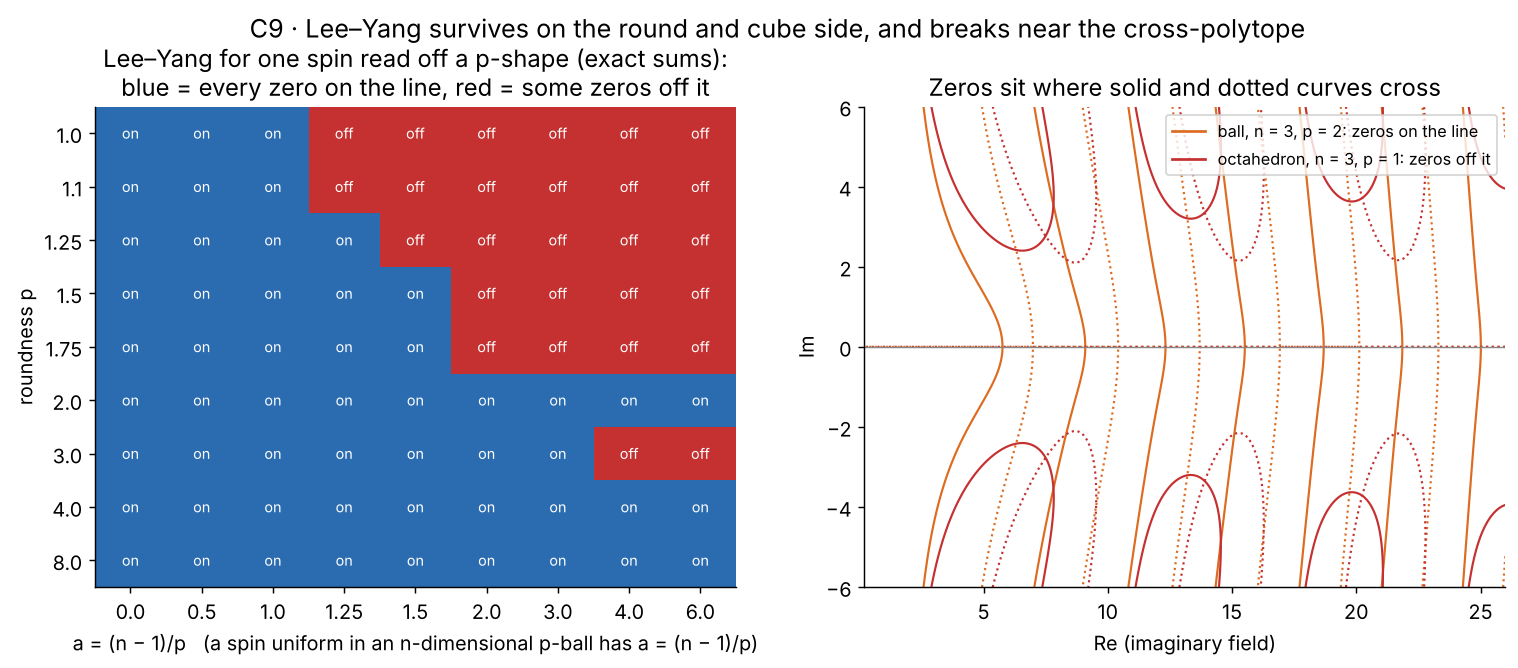 C9 · Lee–Yang survives on the round and cube side, and breaks near the cross-polytope
Lee–Yang for one spin read off a p-shape (exact sums):
blue = every zero on the line, red = some zeros off it
roundness p
1.0 on on on off off off off off off
1.1 on on on off off off off off off
1.25 on on on on off off off off off
1.5 on on on on on off off off off
1.75 on on on on on off off off off
2.0 on on on on on on on on on
3.0 on on on on on on on off off
4.0 on on on on on on on on on
8.0 on on on on on on on on on
0.0 0.5 1.0 1.25 1.5 2.0 3.0 4.0 6.0
a = (n − 1)/p (a spin uniform in an n-dimensional p-ball has a = (n − 1)/p)
Zeros sit where solid and dotted curves cross
ball, n = 3, p = 2: zeros on the line
octahedron, n = 3, p = 1: zeros off it
Im
6
4
2
0
−2
−4
−6
5 10 15 20 25
Re (imaginary field)